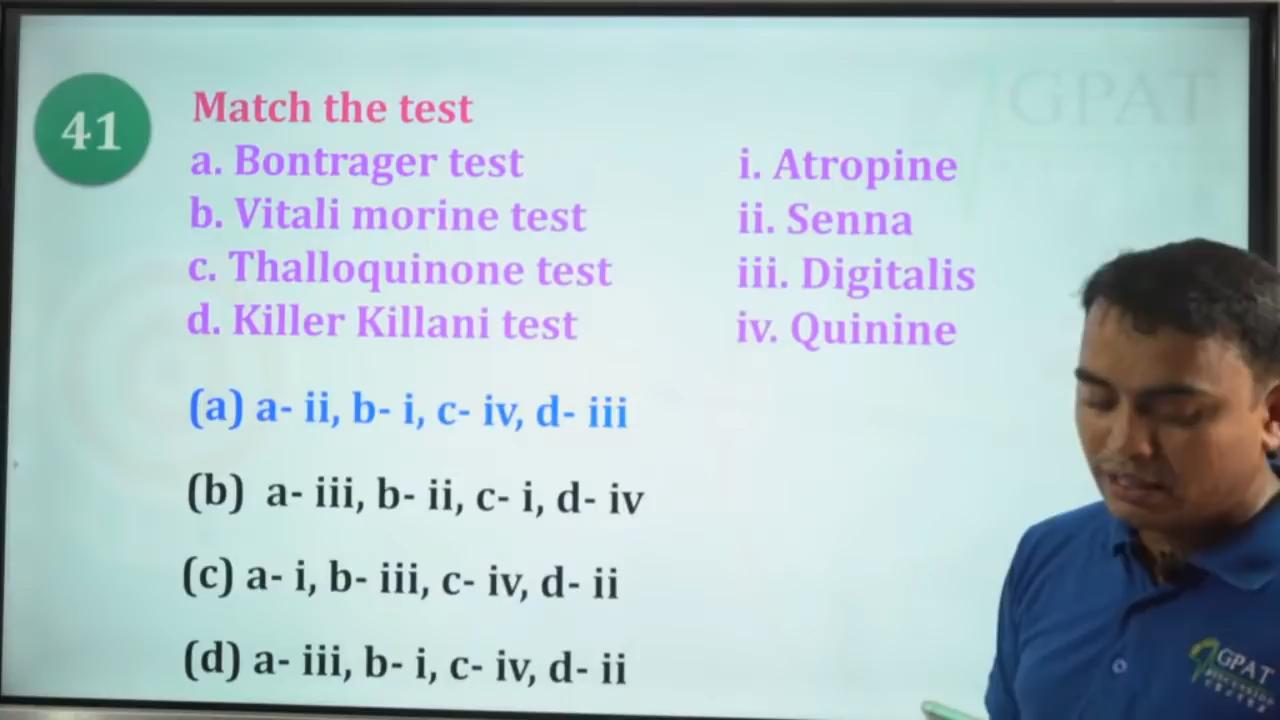 41
Match the test
a. Bontrager test i. Atropine
b. Vitali morine test ii. Senna
c. Thalloquinone test iii. Digitalis
d. Killer Killani test iv. Quinine
(a) a- ii, b- i, c- iv, d- iii
(b) a- iii, b- ii, c- i, d- iv
(c) a- i, b- iii, c- iv, d- ii
(d) a- iii, b- i, c- iv, d- ii
GPAT
GPAT